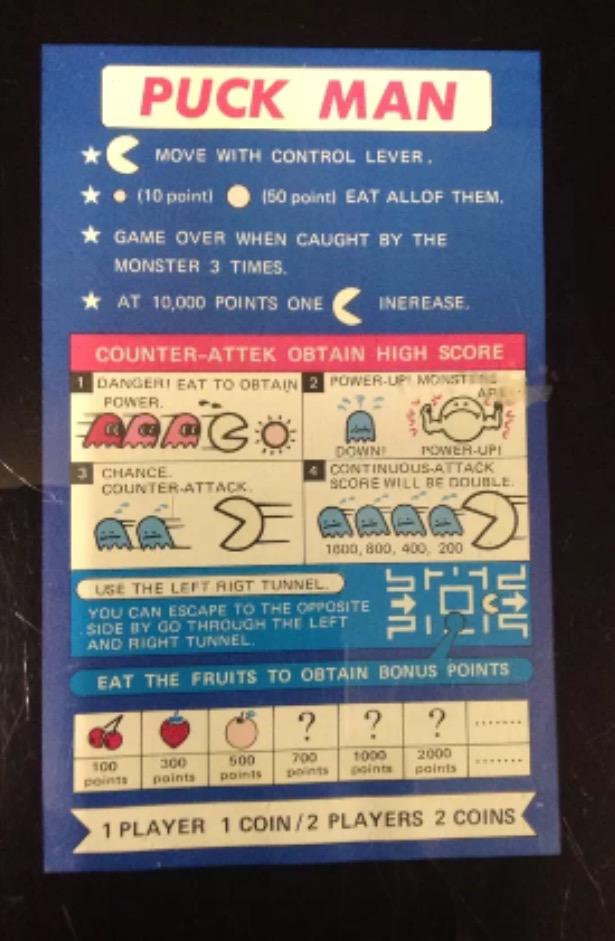 PUCK MAN
★ MOVE WITH CONTROL LEVER.
★ (10 point) (50 point) EAT ALLOF THEM.
★ GAME OVER WHEN CAUGHT BY THE
MONSTER 3 TIMES.
★ AT 10,000 POINTS ONE INEREASE.
COUNTER-ATTEK OBTAIN HIGH SCORE
1 DANGER! EAT TO OBTAIN
POWER.
2 POWER-UP! MONSTERS
ARE
DOWN! POWER-UP!
3 CHANCE.
COUNTER-ATTACK.
4 CONTINUOUS-ATTACK
SCORE WILL BE DOUBLE.
1600, 800, 400, 200
USE THE LEFT RIGT TUNNEL.
YOU CAN ESCAPE TO THE OPPOSITE
SIDE BY GO THROUGH THE LEFT
AND RIGHT TUNNEL.
EAT THE FRUITS TO OBTAIN BONUS POINTS
? ? ? .......
100 300 500 700 1000 2000 .......
points points points points points points
1 PLAYER 1 COIN/2 PLAYERS 2 COINS